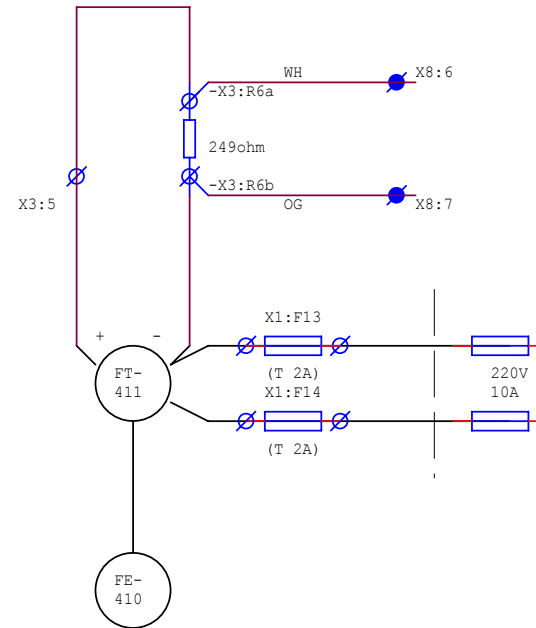 WH
X8:6
-X3:R6a
249ohm
-X3:R6b
X3:5
OG
X8:7
X1:F13
+
-
FT-
411
(T 2A)
220V
X1:F14
10A
(T 2A)
FE-
410